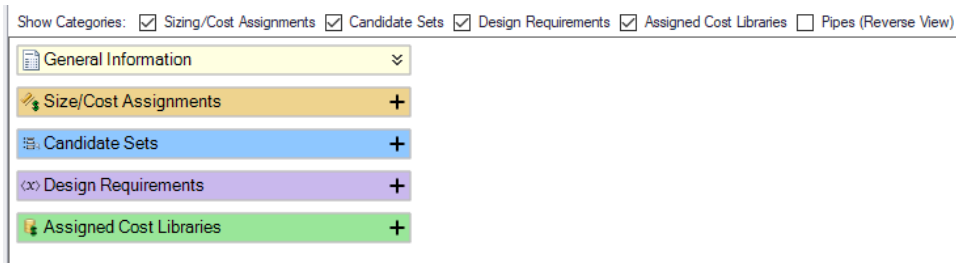 Show Categories: Sizing/Cost Assignments Candidate Sets Design Requirements Assigned Cost Libraries Pipes (Reverse View)
General Information
Size/Cost Assignments
Candidate Sets
⟨x⟩ Design Requirements
Assigned Cost Libraries